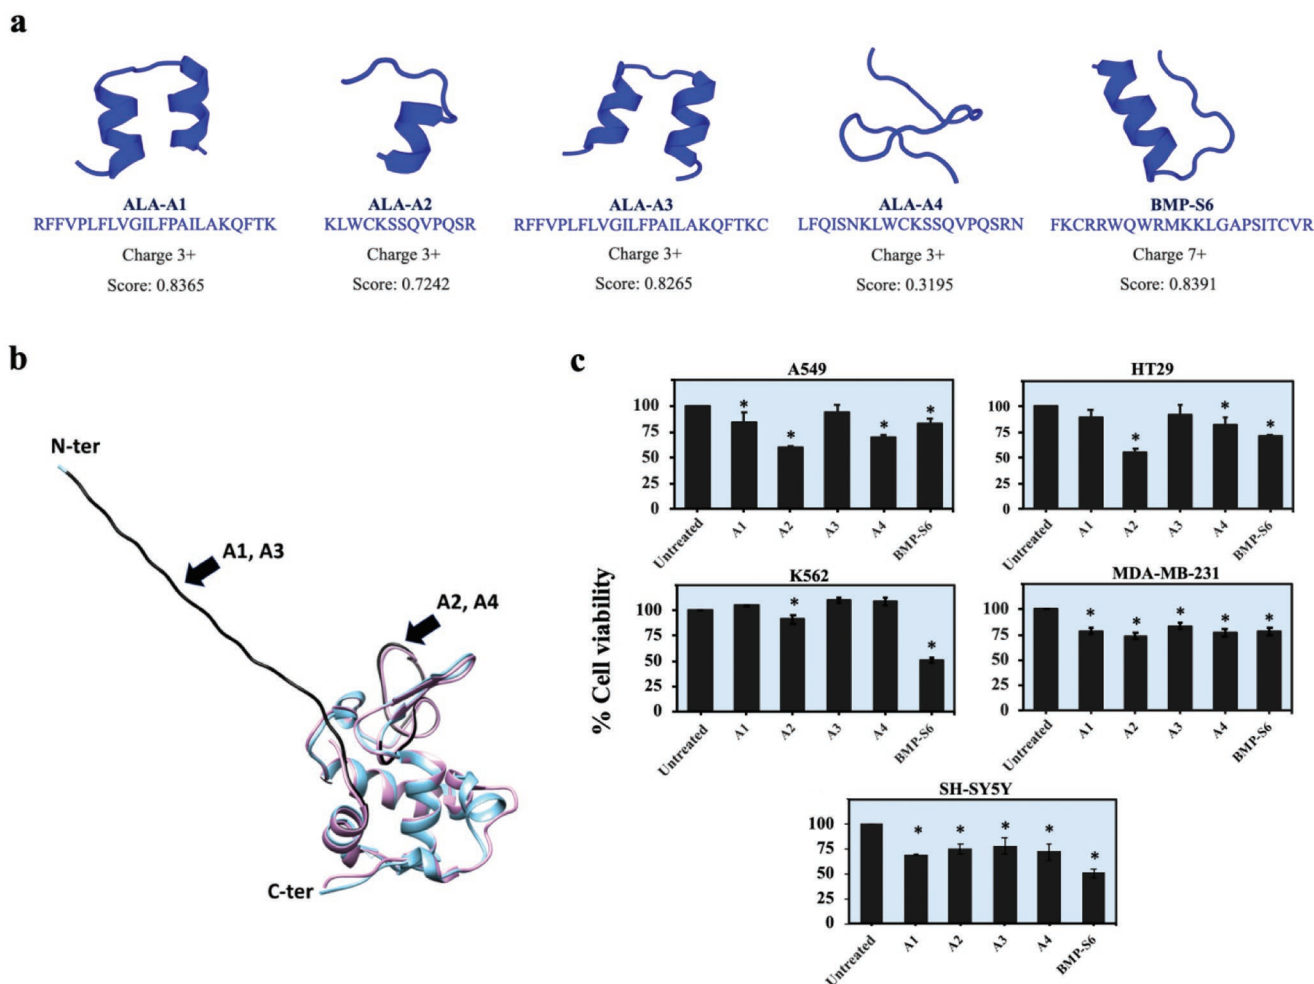 a
ALA-A1
RFFVPLFLVGILFPAILAKQFTK
Charge 3+
Score: 0.8365
ALA-A2
KLWCKSSQVPQSR
Charge 3+
Score: 0.7242
ALA-A3
RFFVPLFLVGILFPAILAKQFTKC
Charge 3+
Score: 0.8265
ALA-A4
LFQISNKLWCKSSQVPQSRN
Charge 3+
Score: 0.3195
BMP-S6
FKCRRWQWRMKKLGAPSITCVR
Charge 7+
Score: 0.8391
b
N-ter
A1, A3
A2, A4
C-ter
c
% Cell viability
A549
100
75
50
25
0
* * * *
Untreated
A1
A2
A3
A4
BMP-S6
HT29
100
75
50
25
0
* * *
Untreated
A1
A2
A3
A4
BMP-S6
K562
100
75
50
25
0
* *
Untreated
A1
A2
A3
A4
BMP-S6
MDA-MB-231
100
75
50
25
0
* * * * *
Untreated
A1
A2
A3
A4
BMP-S6
SH-SY5Y
100
75
50
25
0
* * * * *
Untreated
A1
A2
A3
A4
BMP-S6